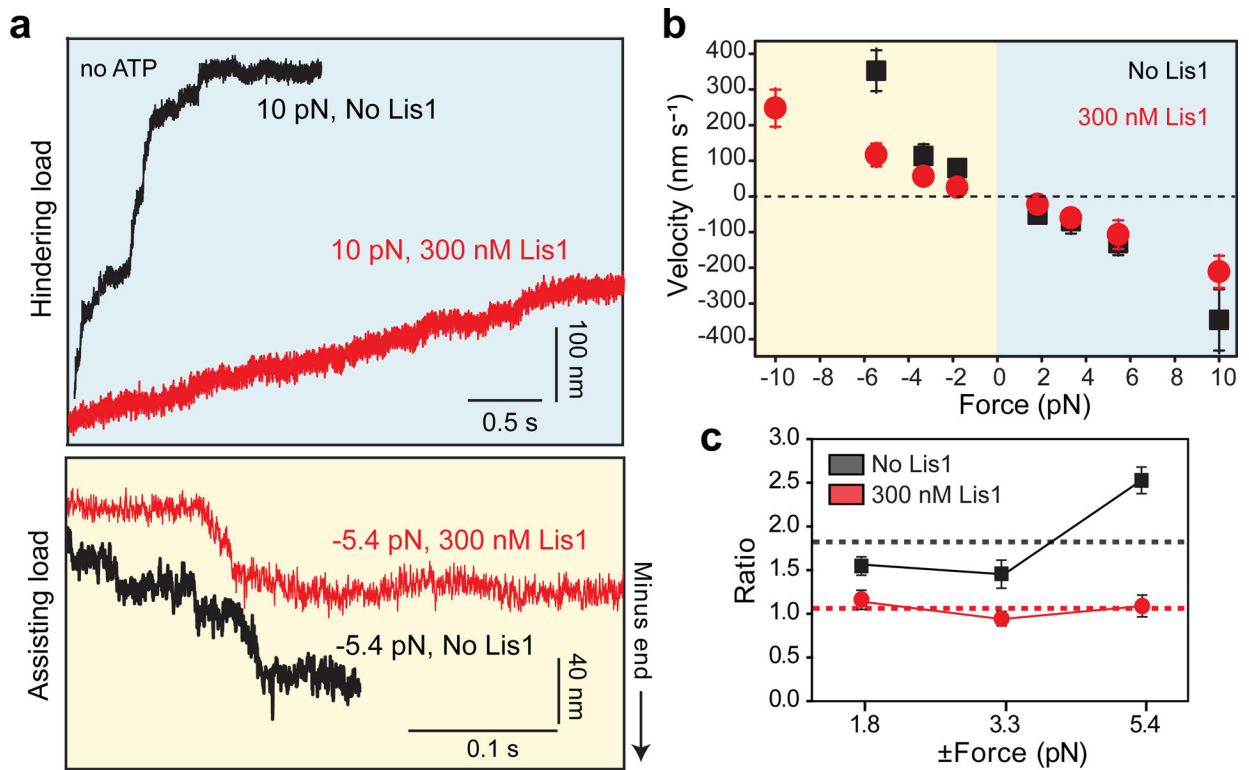 a
no ATP
10 pN, No Lis1
10 pN, 300 nM Lis1
Hindering load
100 nm
0.5 s
-5.4 pN, 300 nM Lis1
-5.4 pN, No Lis1
Assisting load
40 nm
0.1 s
Minus end
b
No Lis1
300 nM Lis1
Velocity (nm s⁻¹)
400
300
200
100
0
-100
-200
-300
-400
-10 -8 -6 -4 -2 0 2 4 6 8 10
Force (pN)
c
No Lis1
300 nM Lis1
Ratio
3.0
2.5
2.0
1.5
1.0
0.5
0.0
1.8 3.3 5.4
±Force (pN)